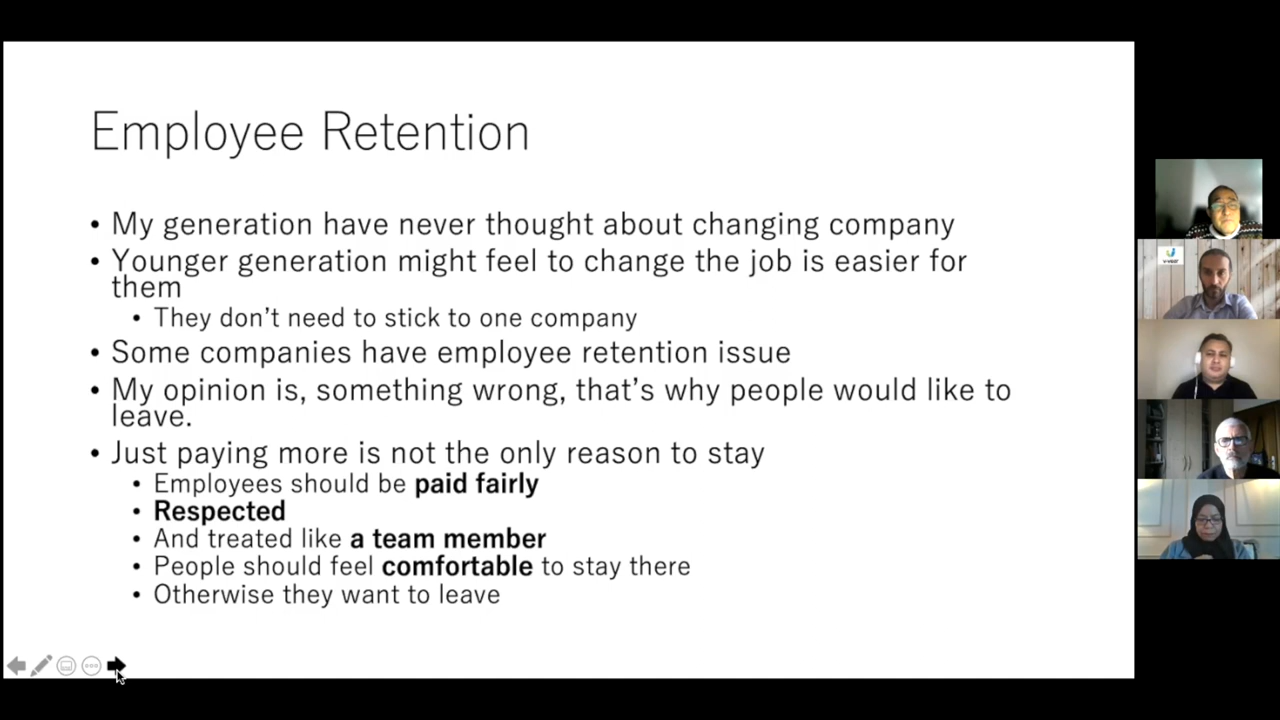 Employee Retention
• My generation have never thought about changing company
• Younger generation might feel to change the job is easier for
them
• They don't need to stick to one company
• Some companies have employee retention issue
• My opinion is, something wrong, that's why people would like to
leave.
• Just paying more is not the only reason to stay
• Employees should be paid fairly
• Respected
• And treated like a team member
• People should feel comfortable to stay there
• Otherwise they want to leave